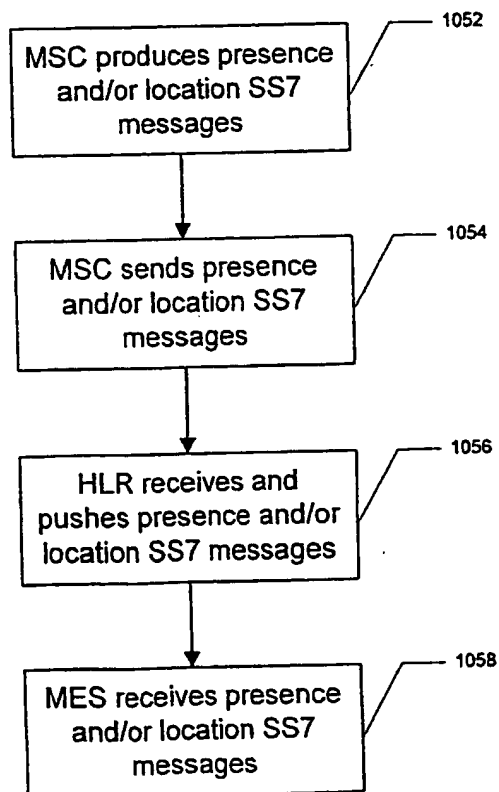 1052
MSC produces presence
and/or location SS7
messages
1054
MSC sends presence
and/or location SS7
messages
1056
HLR receives and
pushes presence and/or
location SS7 messages
1058
MES receives presence
and/or location SS7
messages